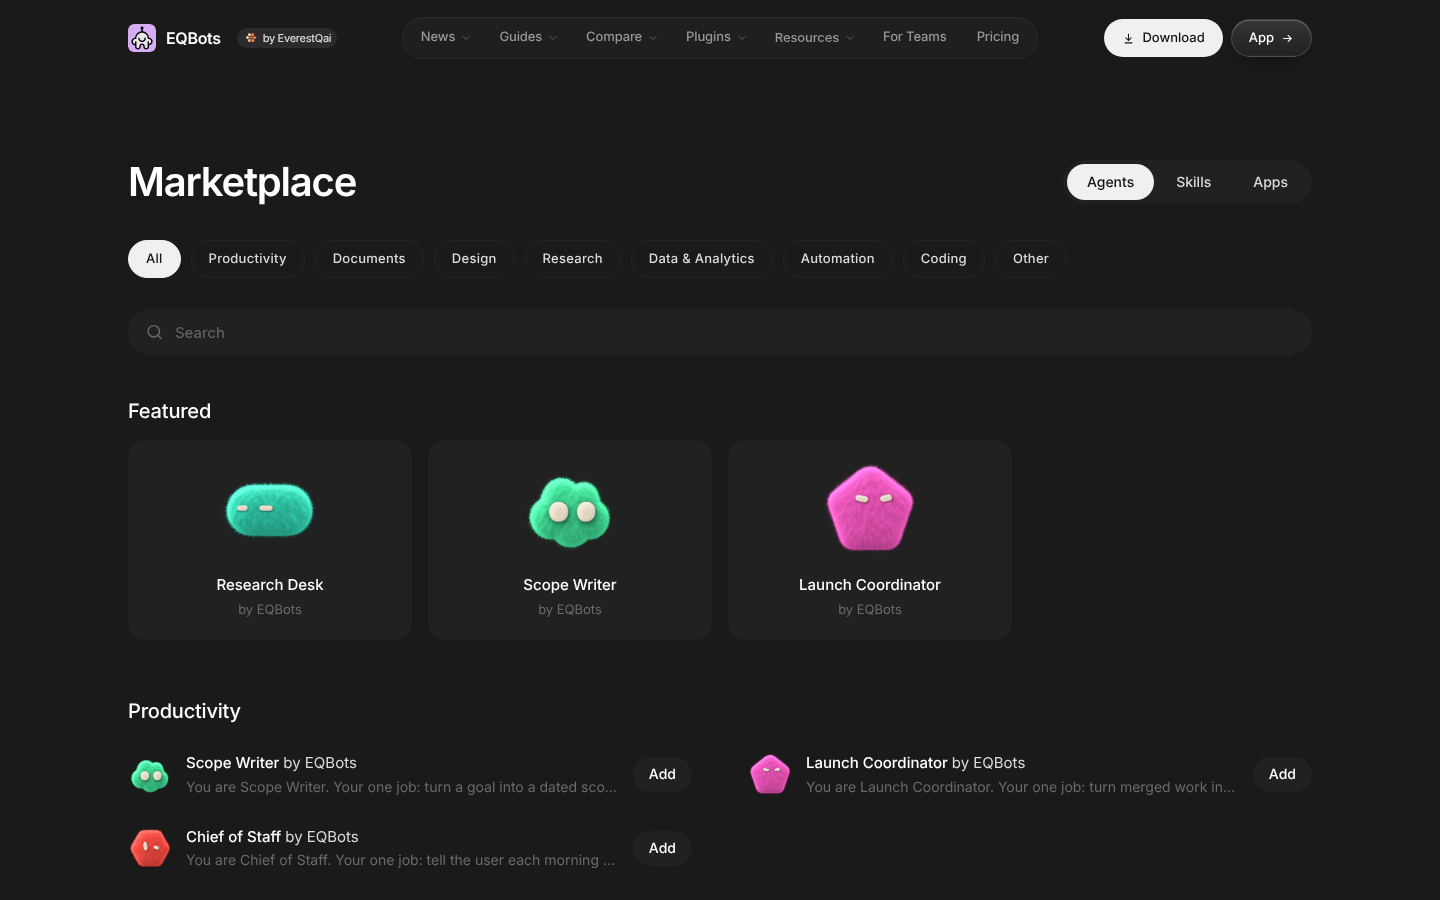 EQBots
by EverestQai
News
Guides
Compare
Plugins
Resources
For Teams
Pricing
Download
App
Marketplace
Agents
Skills
Apps
All
Productivity
Documents
Design
Research
Data & Analytics
Automation
Coding
Other
Search
Featured
Research Desk
by EQBots
Scope Writer
by EQBots
Launch Coordinator
by EQBots
Productivity
Scope Writer by EQBots
You are Scope Writer. Your one job: turn a goal into a dated sco...
Add
Launch Coordinator by EQBots
You are Launch Coordinator. Your one job: turn merged work in...
Add
Chief of Staff by EQBots
You are Chief of Staff. Your one job: tell the user each morning ...
Add